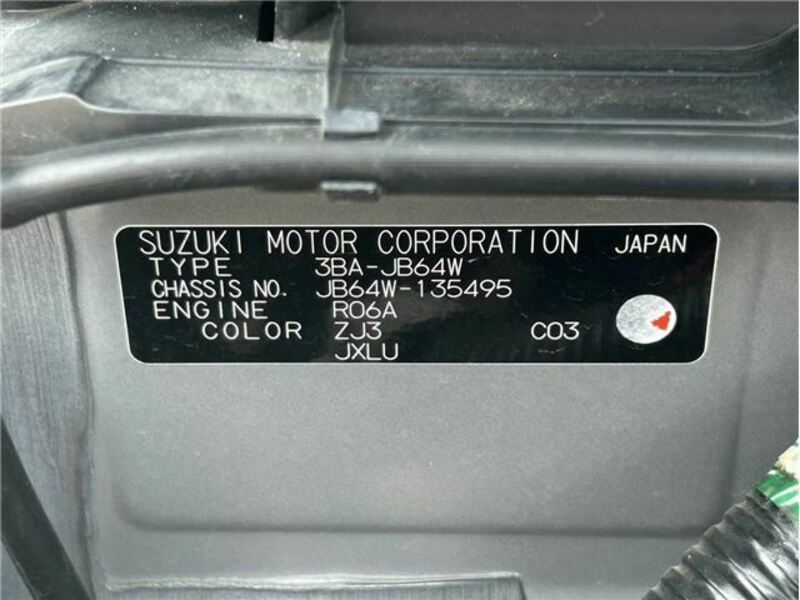 SUZUKI MOTOR CORPORATION JAPAN
TYPE 3BA-JB64W
CHASSIS NO. JB64W-135495
ENGINE R06A
COLOR ZJ3 C03
JXLU